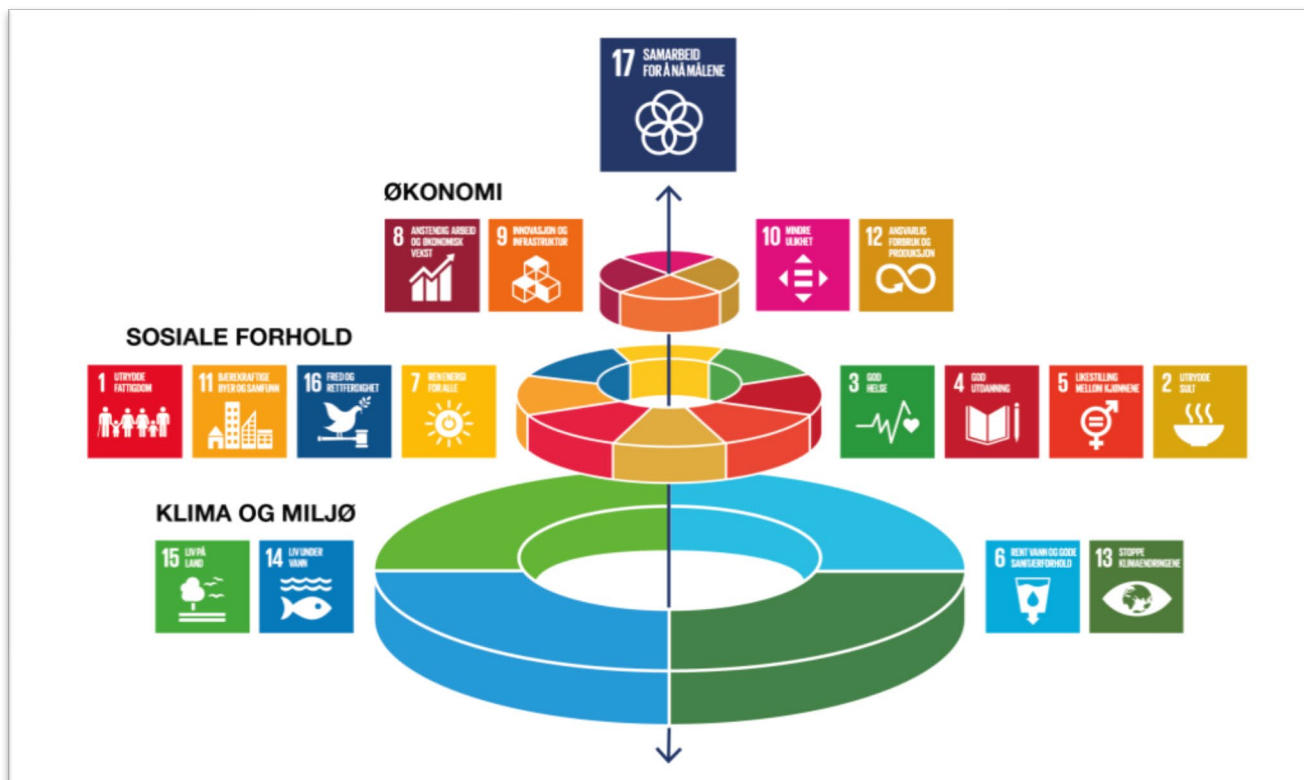 17 SAMARBEID
FOR Å NÅ MÅLENE
ØKONOMI
8 ANSTENDIG ARBEID
OG ØKONOMISK
VEKST
9 INNOVASJON OG
INFRASTRUKTUR
10 MINDRE
ULIKHET
12 ANSVARLIG
FORBRUK OG
PRODUKSJON
SOSIALE FORHOLD
1 UTRYDDE
FATTIGDOM
11 BÆREKRAFTIGE
BYER OG SAMFUNN
16 FRED OG
RETTFERDIGHET
7 REN ENERGI
FOR ALLE
3 GOD
HELSE
4 GOD
UTDANNING
5 LIKESTILLING
MELLOM KJØNNENE
2 UTRYDDE
SULT
KLIMA OG MILJØ
15 LIV PÅ
LAND
14 LIV UNDER
VANN
6 RENT VANN OG GODE
SANITÆRFORHOLD
13 STOPPE
KLIMAENDRINGENE